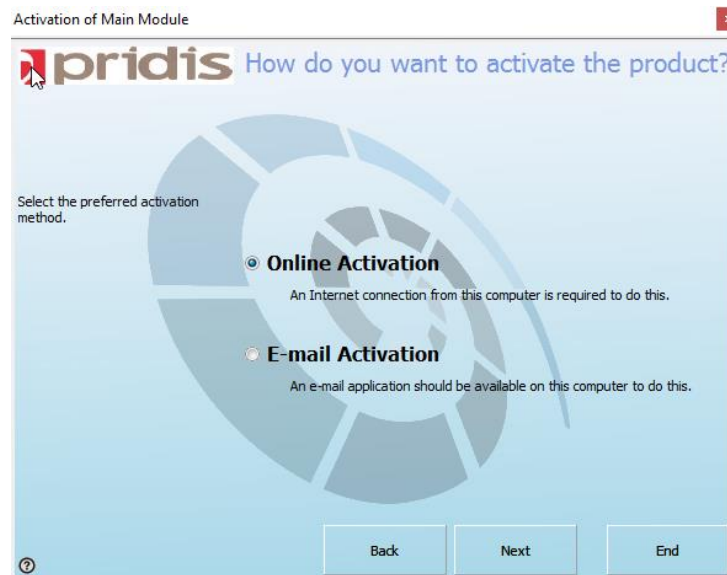 Activation of Main Module
pridis
How do you want to activate the product?
Select the preferred activation
method.
Online Activation
An Internet connection from this computer is required to do this.
E-mail Activation
An e-mail application should be available on this computer to do this.
Back
Next
End
?